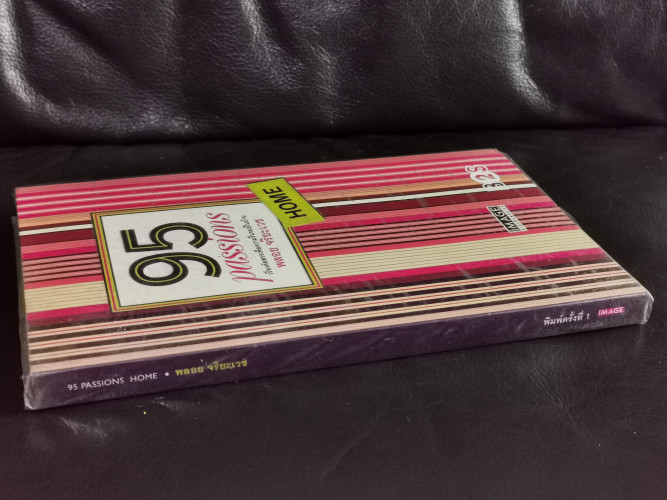 95
passions
HOME
พลอย จริยะเวช
IMAGE
B2S
95 PASSIONS HOME • พลอย จริยะเวช
พิมพ์ครั้งที่ 1 IMAGE